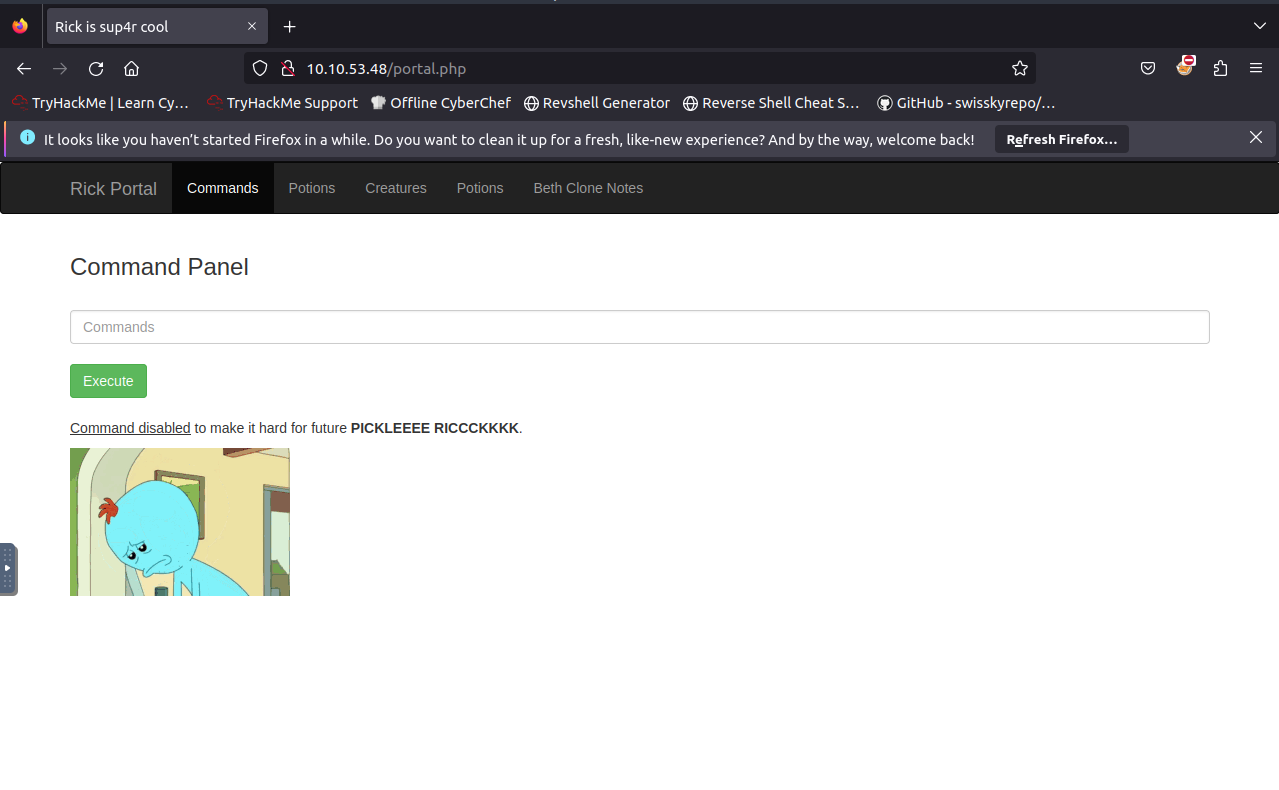 Rick is sup4r cool
10.10.53.48/portal.php
TryHackMe | Learn Cy… TryHackMe Support Offline CyberChef Revshell Generator Reverse Shell Cheat S… GitHub - swisskyrepo/…
It looks like you haven’t started Firefox in a while. Do you want to clean it up for a fresh, like-new experience? And by the way, welcome back! Refresh Firefox…
Rick Portal Commands Potions Creatures Potions Beth Clone Notes
Command Panel
Commands
Execute
Command disabled to make it hard for future PICKLEEEE RICCCKKKK.